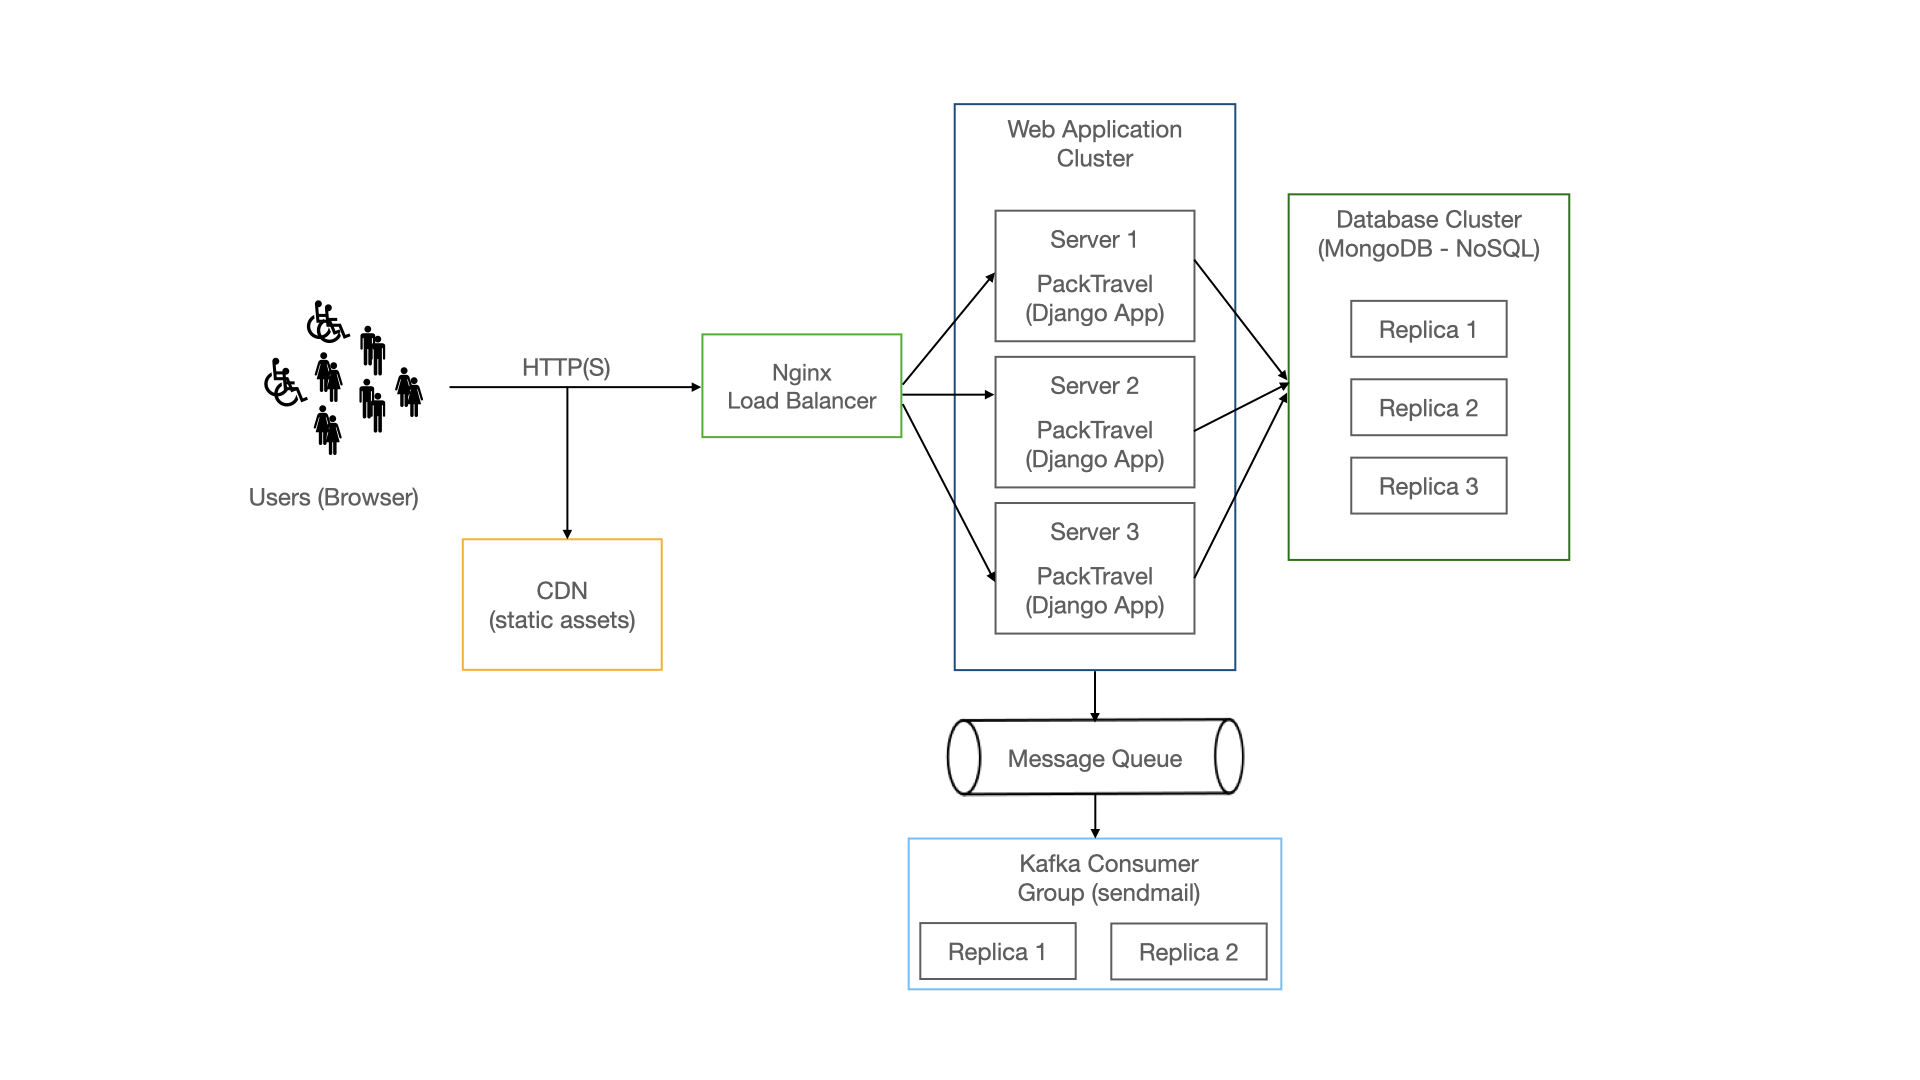 Users (Browser)
HTTP(S)
CDN
(static assets)
Nginx
Load Balancer
Web Application
Cluster
Server 1
PackTravel
(Django App)
Server 2
PackTravel
(Django App)
Server 3
PackTravel
(Django App)
Database Cluster
(MongoDB - NoSQL)
Replica 1
Replica 2
Replica 3
Message Queue
Kafka Consumer
Group (sendmail)
Replica 1
Replica 2